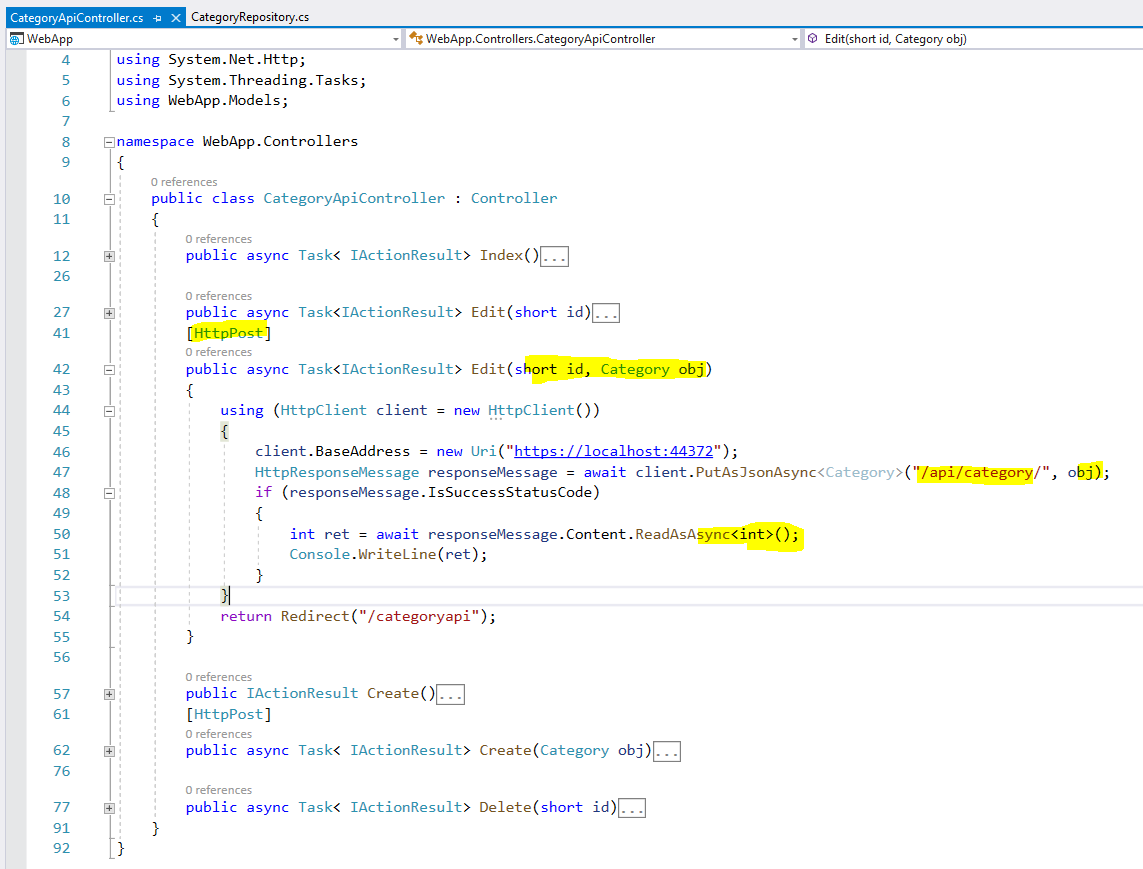 CategoryApiController.cs CategoryRepository.cs
WebApp WebApp.Controllers.CategoryApiController Edit(short id, Category obj)
4 using System.Net.Http;
5 using System.Threading.Tasks;
6 using WebApp.Models;
7
8 namespace WebApp.Controllers
9 {
0 references
10 public class CategoryApiController : Controller
11 {
0 references
12 public async Task< IActionResult> Index()...
26
0 references
27 public async Task<IActionResult> Edit(short id)...
41 [HttpPost]
0 references
42 public async Task<IActionResult> Edit(short id, Category obj)
43 {
44 using (HttpClient client = new HttpClient())
45 {
46 client.BaseAddress = new Uri("https://localhost:44372");
47 HttpResponseMessage responseMessage = await client.PutAsJsonAsync<Category>("/api/category/", obj);
48 if (responseMessage.IsSuccessStatusCode)
49 {
50 int ret = await responseMessage.Content.ReadAsAsync<int>();
51 Console.WriteLine(ret);
52 }
53 }
54 return Redirect("/categoryapi");
55 }
56
0 references
57 public IActionResult Create()...
61 [HttpPost]
0 references
62 public async Task< IActionResult> Create(Category obj)...
76
0 references
77 public async Task< IActionResult> Delete(short id)...
91 }
92 }